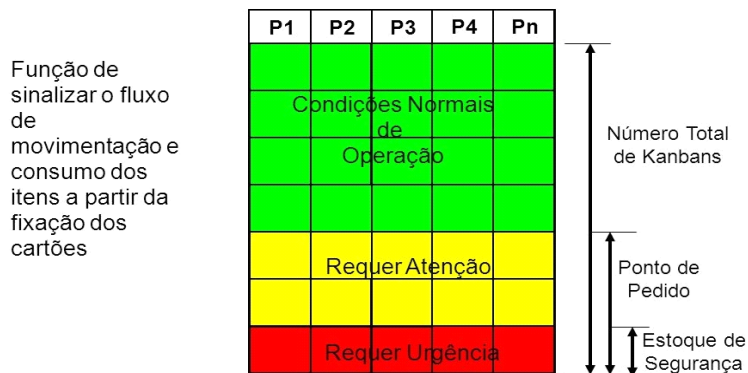 P1 P2 P3 P4 Pn
Função de
sinalizar o fluxo
de
movimentação e
consumo dos
itens a partir da
fixação dos
cartões
Condições Normais
de
Operação
Requer Atenção
Requer Urgência
Número Total
de Kanbans
Ponto de
Pedido
Estoque de
Segurança